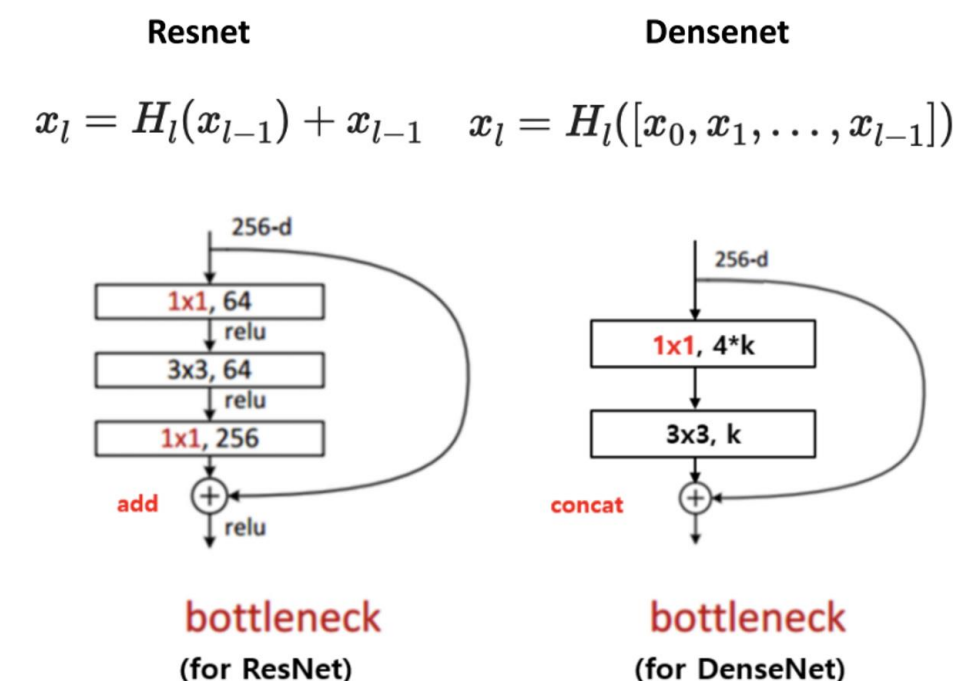 Resnet
x_l = H_l(x_{l-1}) + x_{l-1}
256-d
1x1, 64
relu
3x3, 64
relu
1x1, 256
add
+
relu
bottleneck
(for ResNet)
Densenet
x_l = H_l([x_0, x_1, . . . , x_{l-1}])
256-d
1x1, 4*k
3x3, k
concat
+
bottleneck
(for DenseNet)